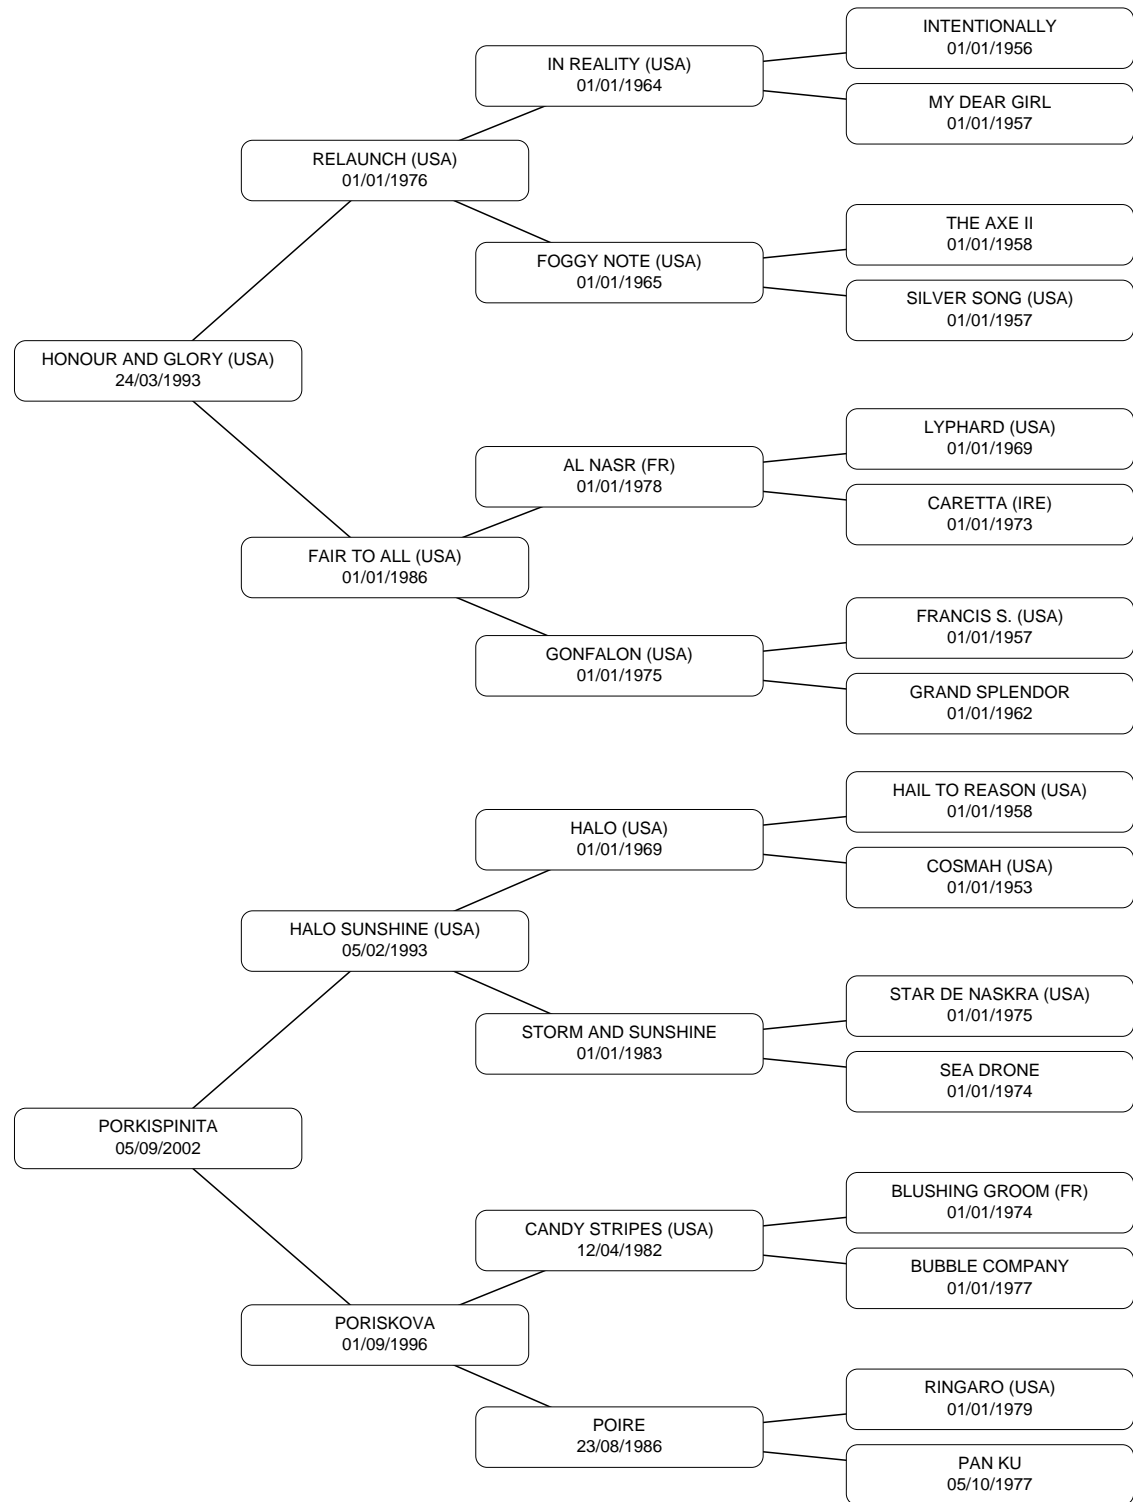 INTENTIONALLY
01/01/1956
IN REALITY (USA)
01/01/1964
MY DEAR GIRL
01/01/1957
RELAUNCH (USA)
01/01/1976
THE AXE II
01/01/1958
FOGGY NOTE (USA)
01/01/1965
SILVER SONG (USA)
01/01/1957
HONOUR AND GLORY (USA)
24/03/1993
LYPHARD (USA)
01/01/1969
AL NASR (FR)
01/01/1978
CARETTA (IRE)
01/01/1973
FAIR TO ALL (USA)
01/01/1986
FRANCIS S. (USA)
01/01/1957
GONFALON (USA)
01/01/1975
GRAND SPLENDOR
01/01/1962
HAIL TO REASON (USA)
01/01/1958
HALO (USA)
01/01/1969
COSMAH (USA)
01/01/1953
HALO SUNSHINE (USA)
05/02/1993
STAR DE NASKRA (USA)
01/01/1975
STORM AND SUNSHINE
01/01/1983
SEA DRONE
01/01/1974
PORKISPINITA
05/09/2002
BLUSHING GROOM (FR)
01/01/1974
CANDY STRIPES (USA)
12/04/1982
BUBBLE COMPANY
01/01/1977
PORISKOVA
01/09/1996
RINGARO (USA)
01/01/1979
POIRE
23/08/1986
PAN KU
05/10/1977